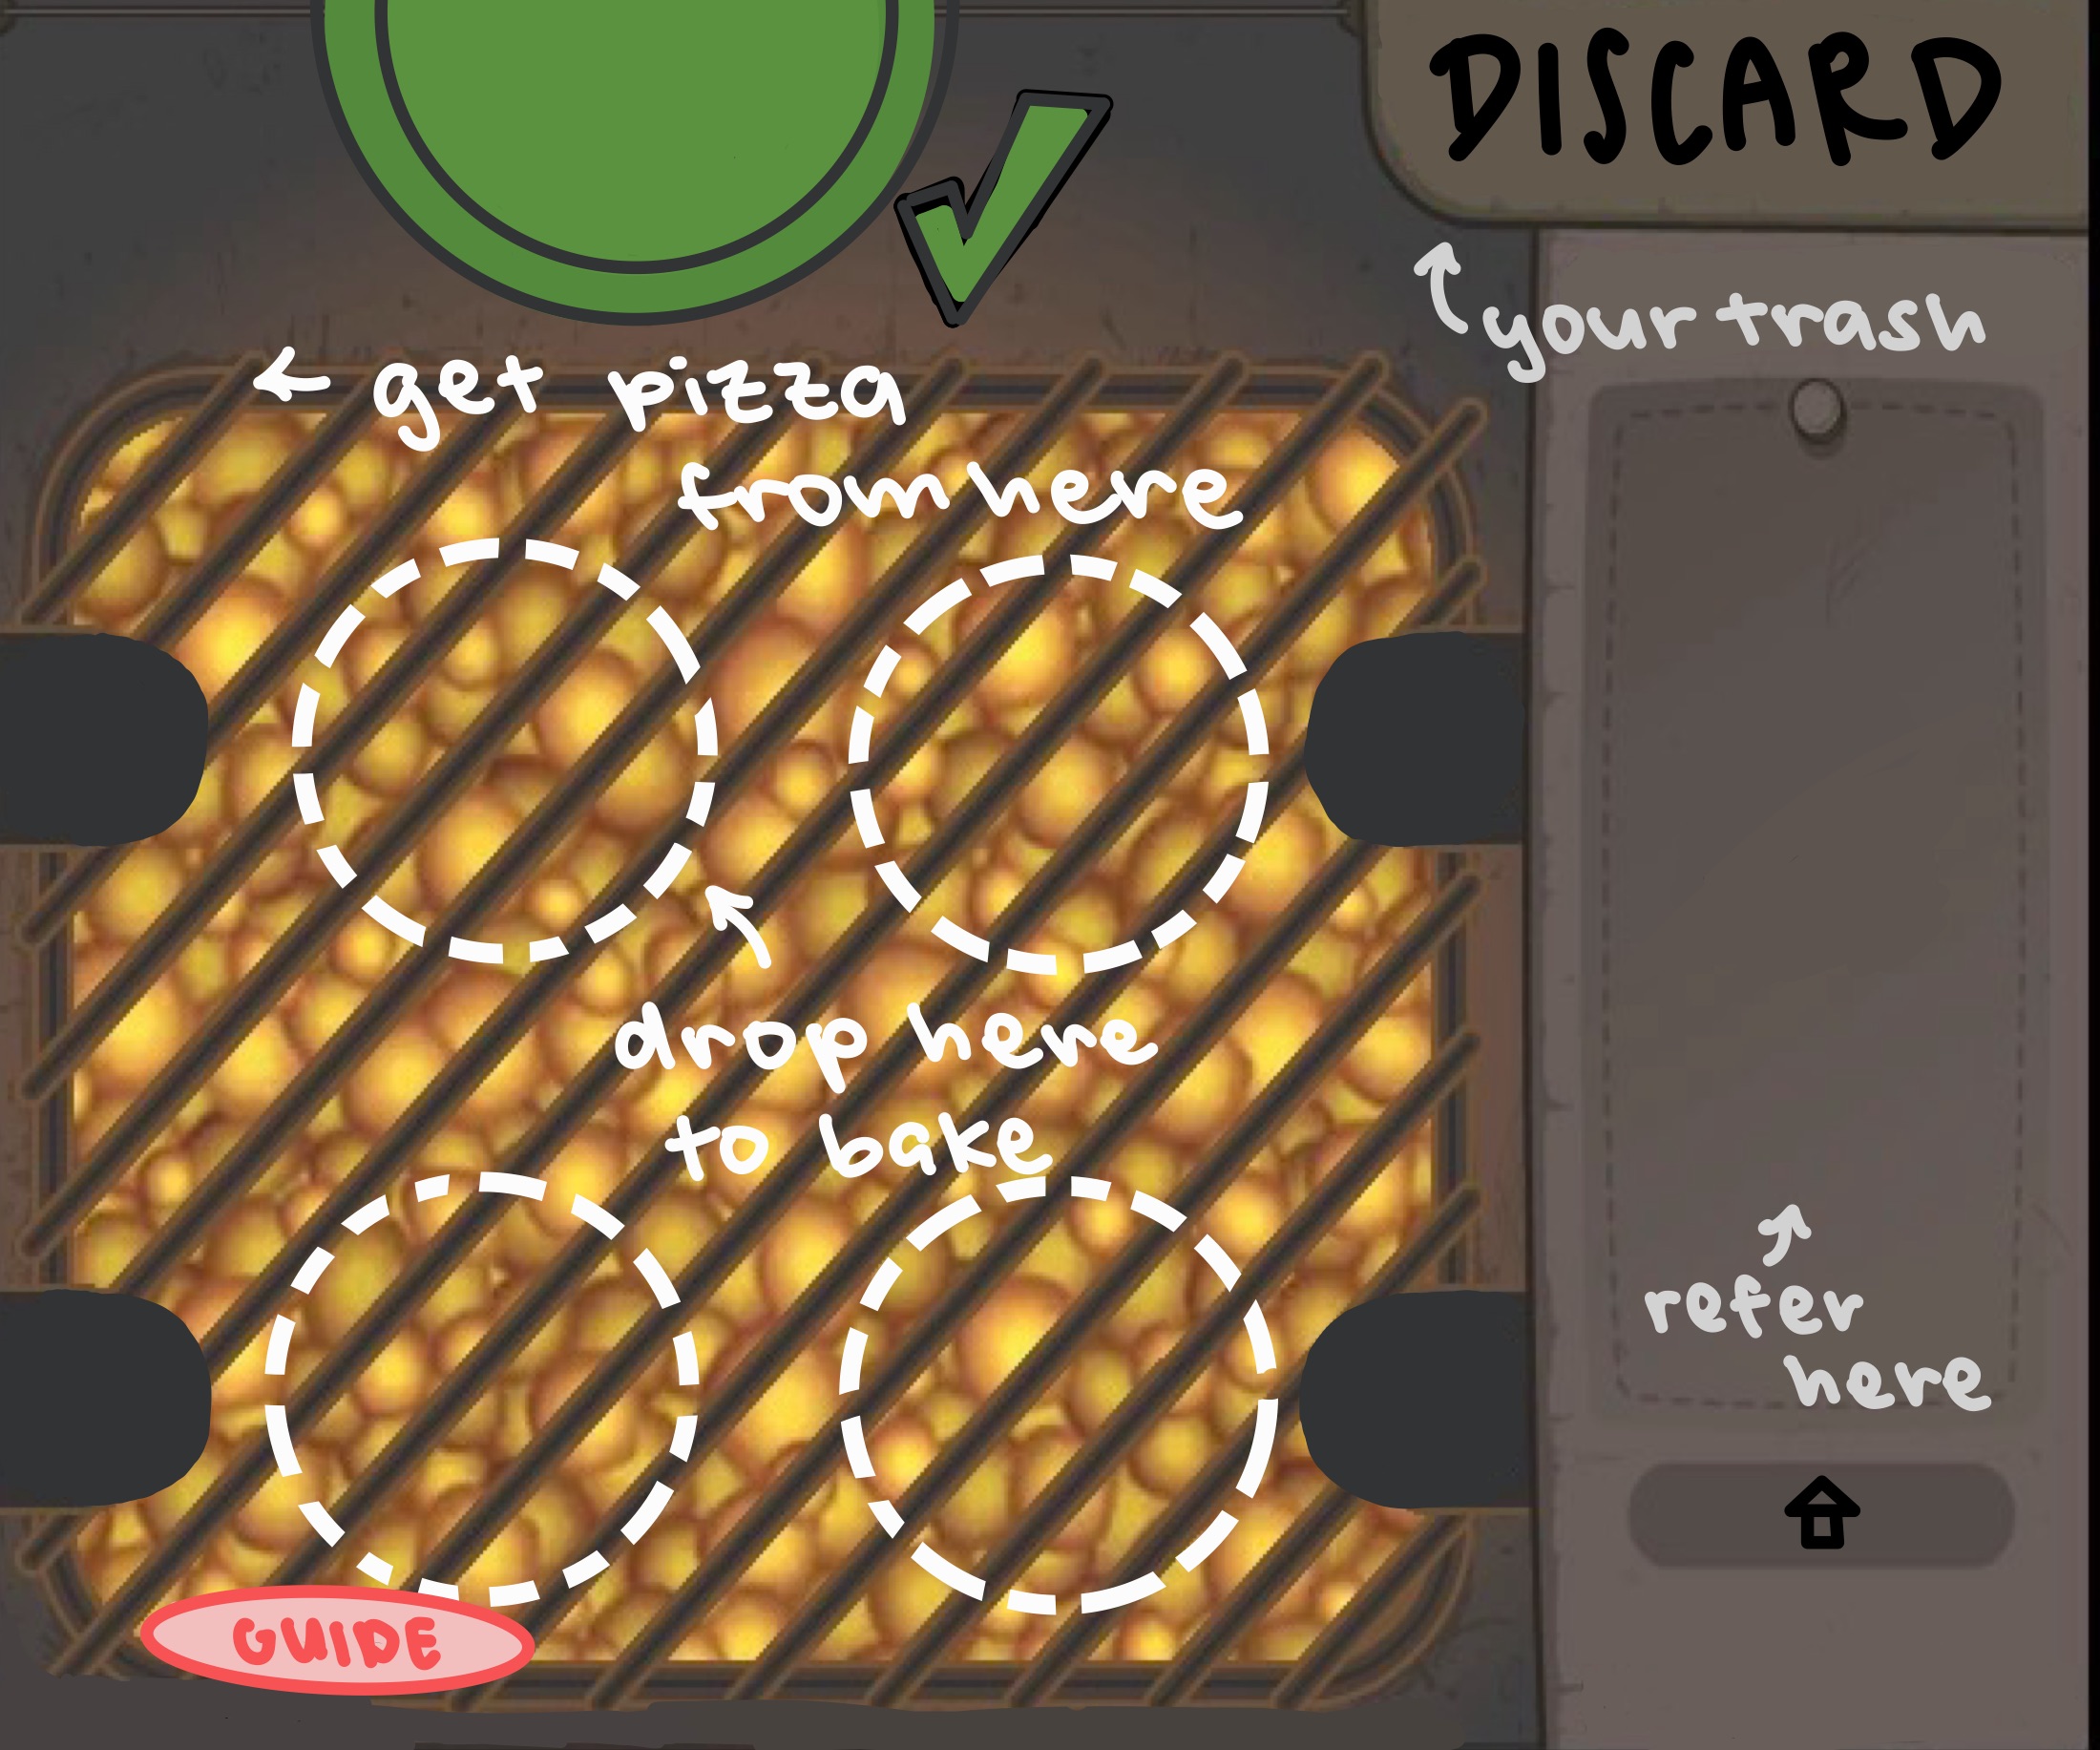 DISCARD
your trash
get pizza
from here
drop here
to bake
refer
here
GUIDE